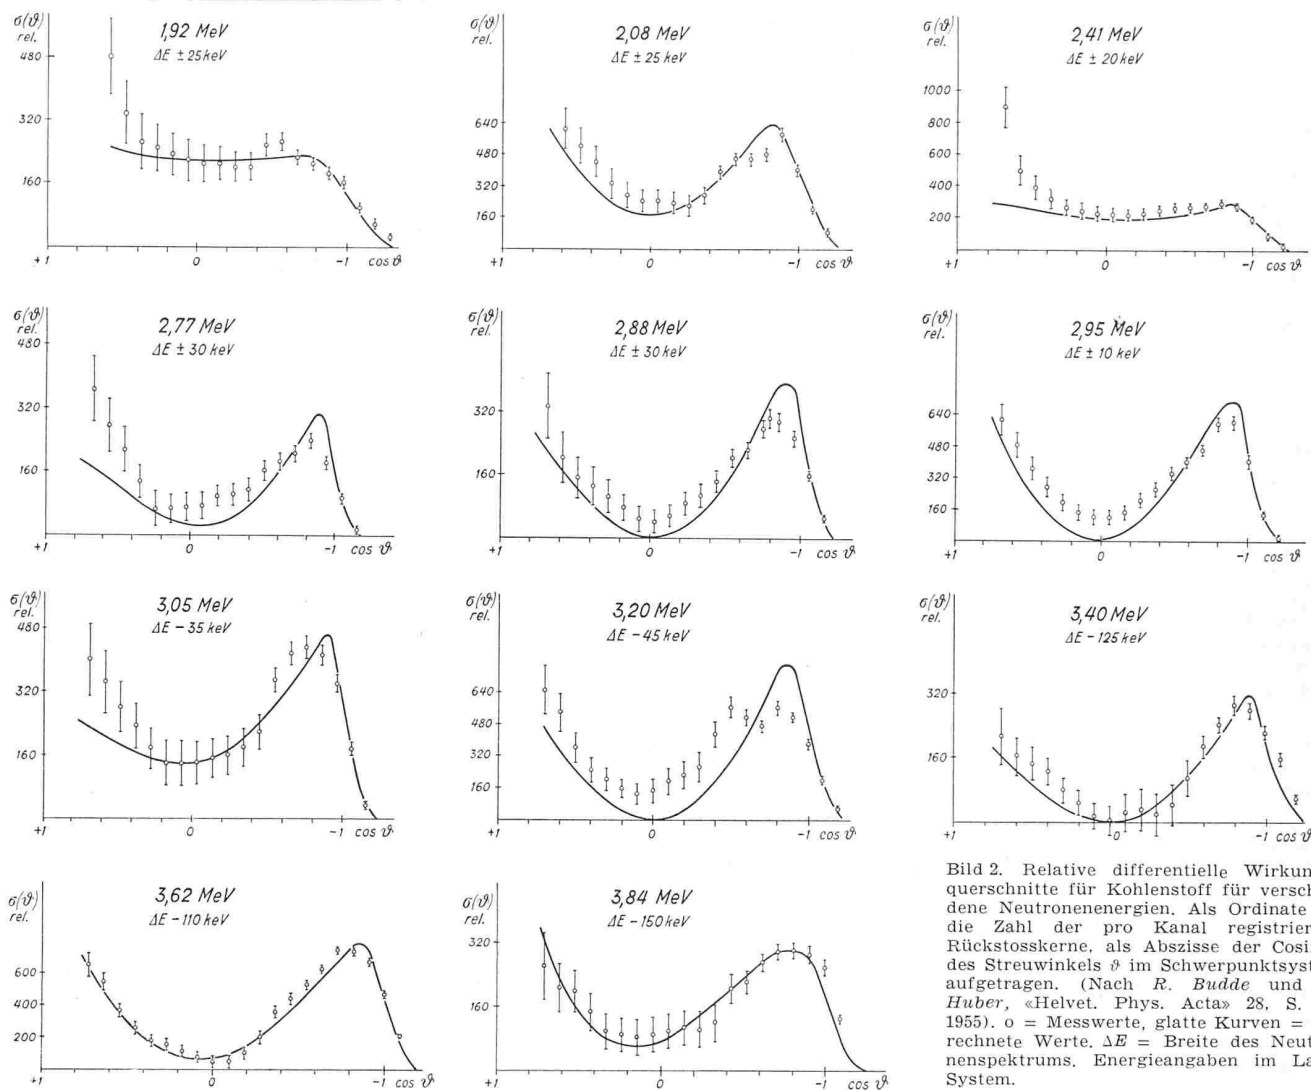 σ(ϑ)
rel.
1,92 MeV
ΔE ± 25 keV
480
320
160
+1 0 -1 cos ϑ
σ(ϑ)
rel.
2,08 MeV
ΔE ± 25 keV
640
480
320
160
+1 0 -1 cos ϑ
σ(ϑ)
rel.
2,41 MeV
ΔE ± 20 keV
1000
800
600
400
200
+1 0 -1 cos ϑ
σ(ϑ)
rel.
2,77 MeV
ΔE ± 30 keV
480
320
160
+1 0 -1 cos ϑ
σ(ϑ)
rel.
2,88 MeV
ΔE ± 30 keV
320
160
+1 0 -1 cos ϑ
σ(ϑ)
rel.
2,95 MeV
ΔE ± 10 keV
640
480
320
160
+1 0 -1 cos ϑ
σ(ϑ)
rel.
3,05 MeV
ΔE - 35 keV
480
320
160
+1 0 -1 cos ϑ
σ(ϑ)
rel.
3,20 MeV
ΔE - 45 keV
640
480
320
160
+1 0 -1 cos ϑ
σ(ϑ)
rel.
3,40 MeV
ΔE - 125 keV
320
160
+1 0 -1 cos ϑ
σ(ϑ)
rel.
3,62 MeV
ΔE - 110 keV
600
400
200
+1 0 -1 cos ϑ
σ(ϑ)
rel.
3,84 MeV
ΔE - 150 keV
320
160
+1 0 -1 cos ϑ
Bild 2. Relative differentielle Wirkun
querschnitte für Kohlenstoff für versch
dene Neutronenenergien. Als Ordinate
die Zahl der pro Kanal registrier
Rückstosskerne, als Abszisse der Cosi
des Streuwinkels ϑ im Schwerpunktsyst
aufgetragen. (Nach R. Budde und
Huber, «Helvet. Phys. Acta» 28, S.
1955). o = Messwerte, glatte Kurven =
rechnete Werte. ΔE = Breite des Neut
nenspektrums. Energieangaben im La
System.